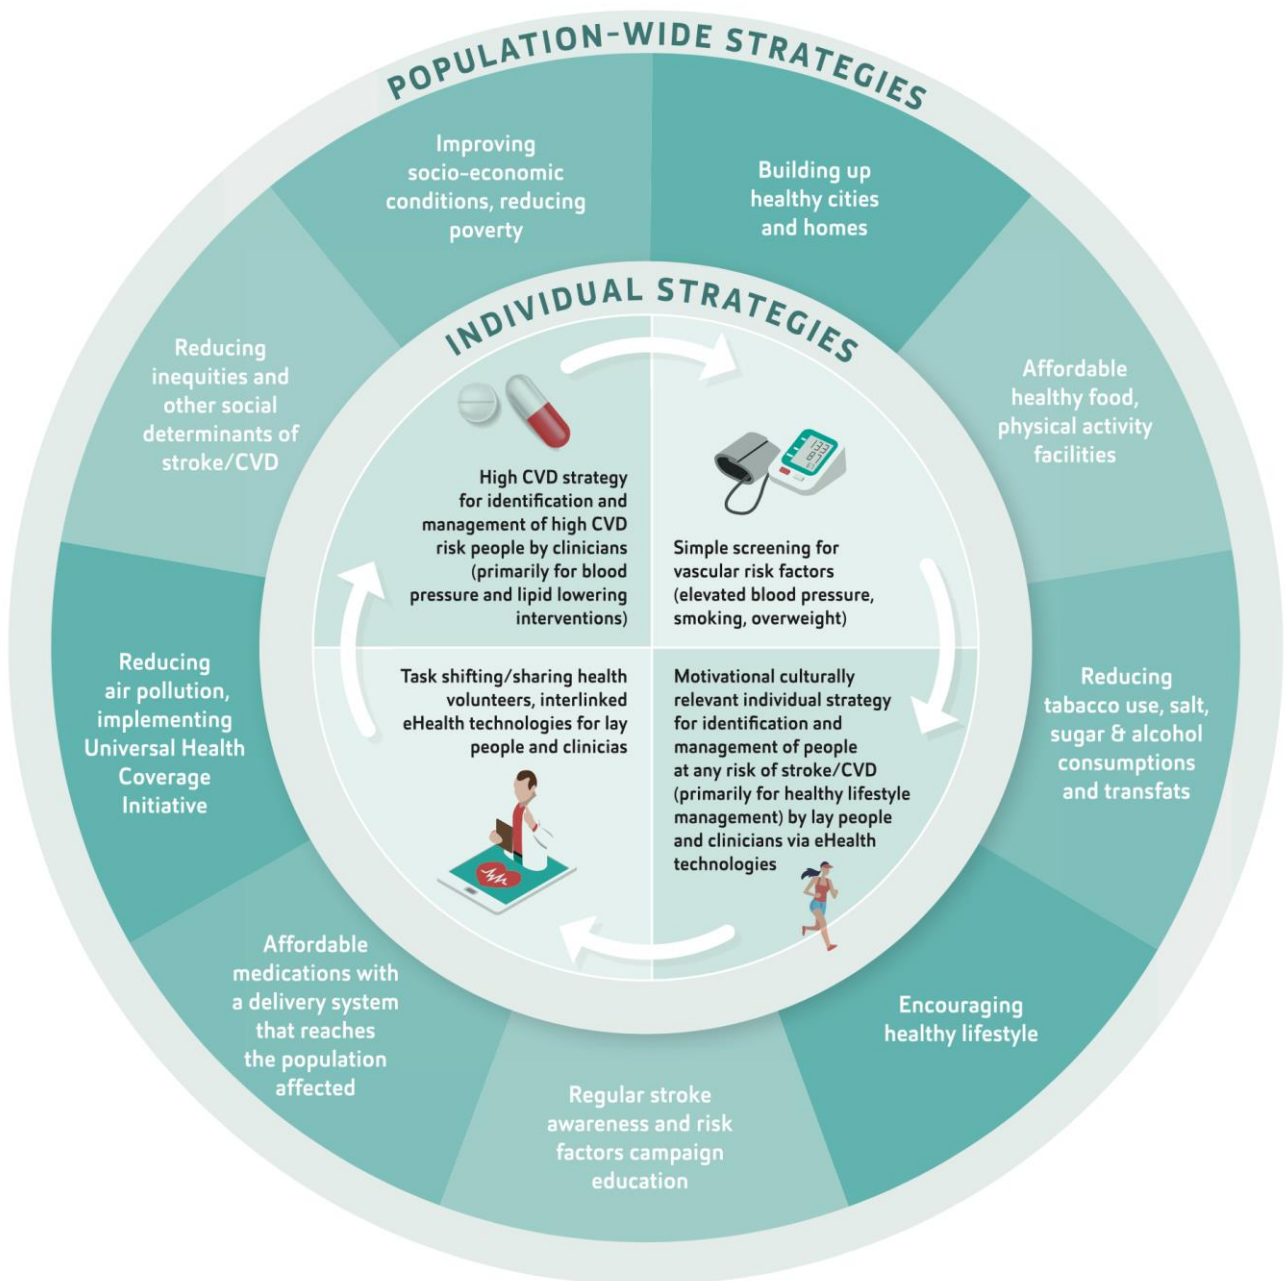 POPULATION-WIDE STRATEGIES
Improving
socio-economic
conditions, reducing
poverty
Building up
healthy cities
and homes
Affordable
healthy food,
physical activity
facilities
Reducing
tabacco use, salt,
sugar & alcohol
consumptions
and transfats
Encouraging
healthy lifestyle
Regular stroke
awareness and risk
factors campaign
education
Affordable
medications with
a delivery system
that reaches
the population
affected
Reducing
air pollution,
implementing
Universal Health
Coverage
Initiative
Reducing
inequities and
other social
determinants of
stroke/CVD
INDIVIDUAL STRATEGIES
High CVD strategy
for identification and
management of high CVD
risk people by clinicians
(primarily for blood
pressure and lipid lowering
interventions)
Simple screening for
vascular risk factors
(elevated blood pressure,
smoking, overweight)
Motivational culturally
relevant individual strategy
for identification and
management of people
at any risk of stroke/CVD
(primarily for healthy lifestyle
management) by lay people
and clinicians via eHealth
technologies
Task shifting/sharing health
volunteers, interlinked
eHealth technologies for lay
people and clinicias